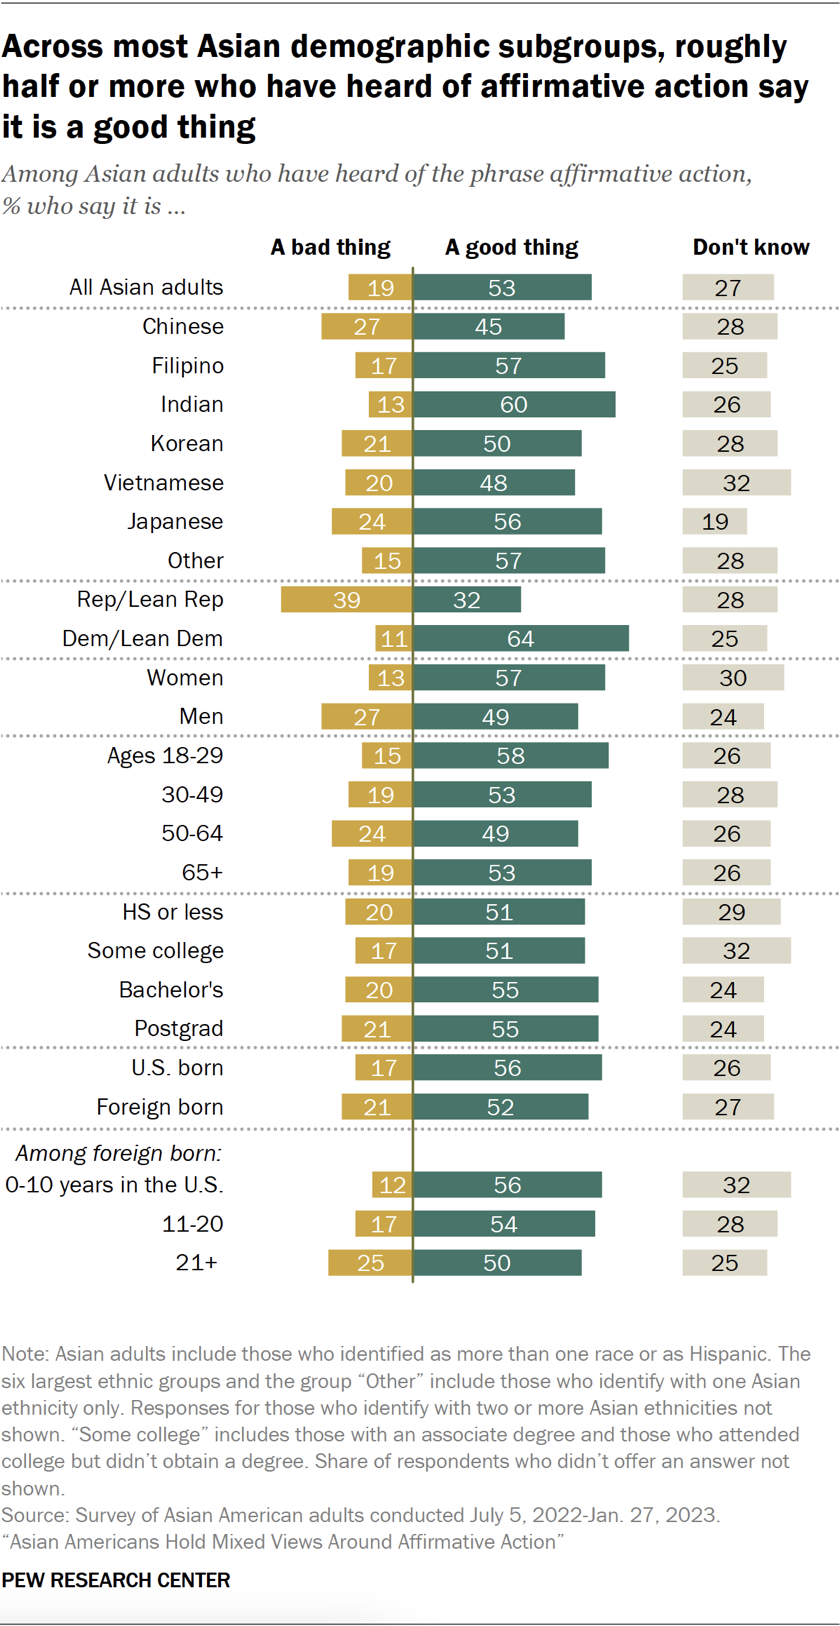 Across most Asian demographic subgroups, roughly
half or more who have heard of affirmative action say
it is a good thing
Among Asian adults who have heard of the phrase affirmative action,
% who say it is ...
A bad thing A good thing Don't know
All Asian adults 19 53 27
Chinese 27 45 28
Filipino 17 57 25
Indian 13 60 26
Korean 21 50 28
Vietnamese 20 48 32
Japanese 24 56 19
Other 15 57 28
Rep/Lean Rep 39 32 28
Dem/Lean Dem 11 64 25
Women 13 57 30
Men 27 49 24
Ages 18-29 15 58 26
30-49 19 53 28
50-64 24 49 26
65+ 19 53 26
HS or less 20 51 29
Some college 17 51 32
Bachelor's 20 55 24
Postgrad 21 55 24
U.S. born 17 56 26
Foreign born 21 52 27
Among foreign born:
0-10 years in the U.S. 12 56 32
11-20 17 54 28
21+ 25 50 25
Note: Asian adults include those who identified as more than one race or as Hispanic. The
six largest ethnic groups and the group “Other” include those who identify with one Asian
ethnicity only. Responses for those who identify with two or more Asian ethnicities not
shown. “Some college” includes those with an associate degree and those who attended
college but didn’t obtain a degree. Share of respondents who didn’t offer an answer not
shown.
Source: Survey of Asian American adults conducted July 5, 2022-Jan. 27, 2023.
“Asian Americans Hold Mixed Views Around Affirmative Action”
PEW RESEARCH CENTER